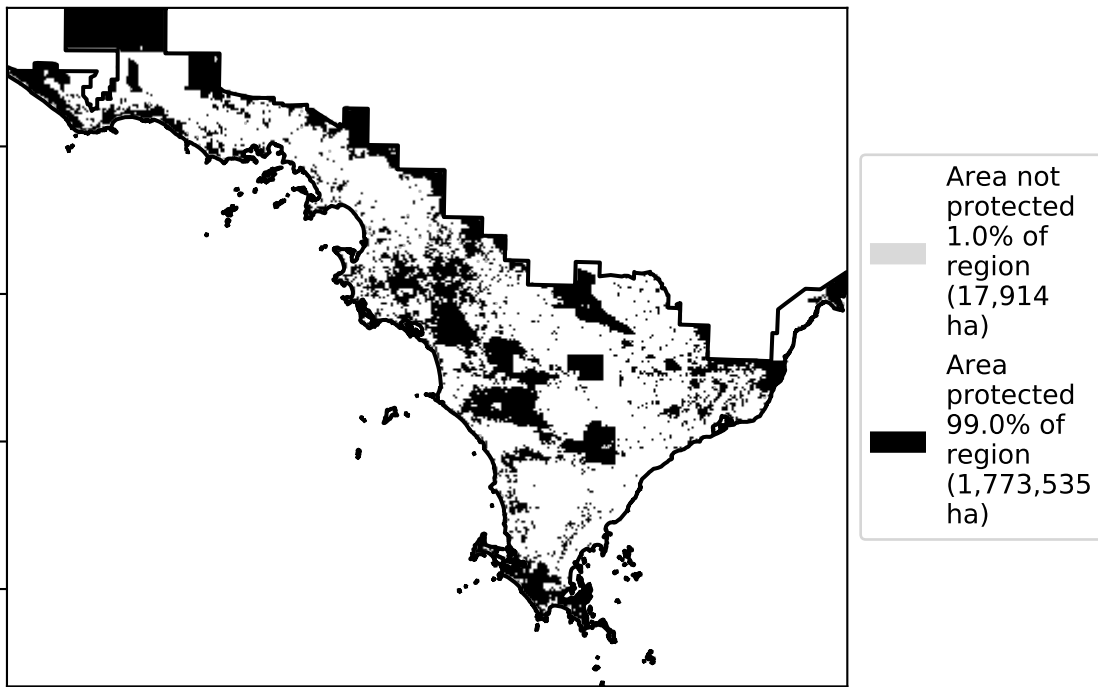 Area not
protected
1.0% of
region
(17,914
ha)
Area
protected
99.0% of
region
(1,773,535
ha)